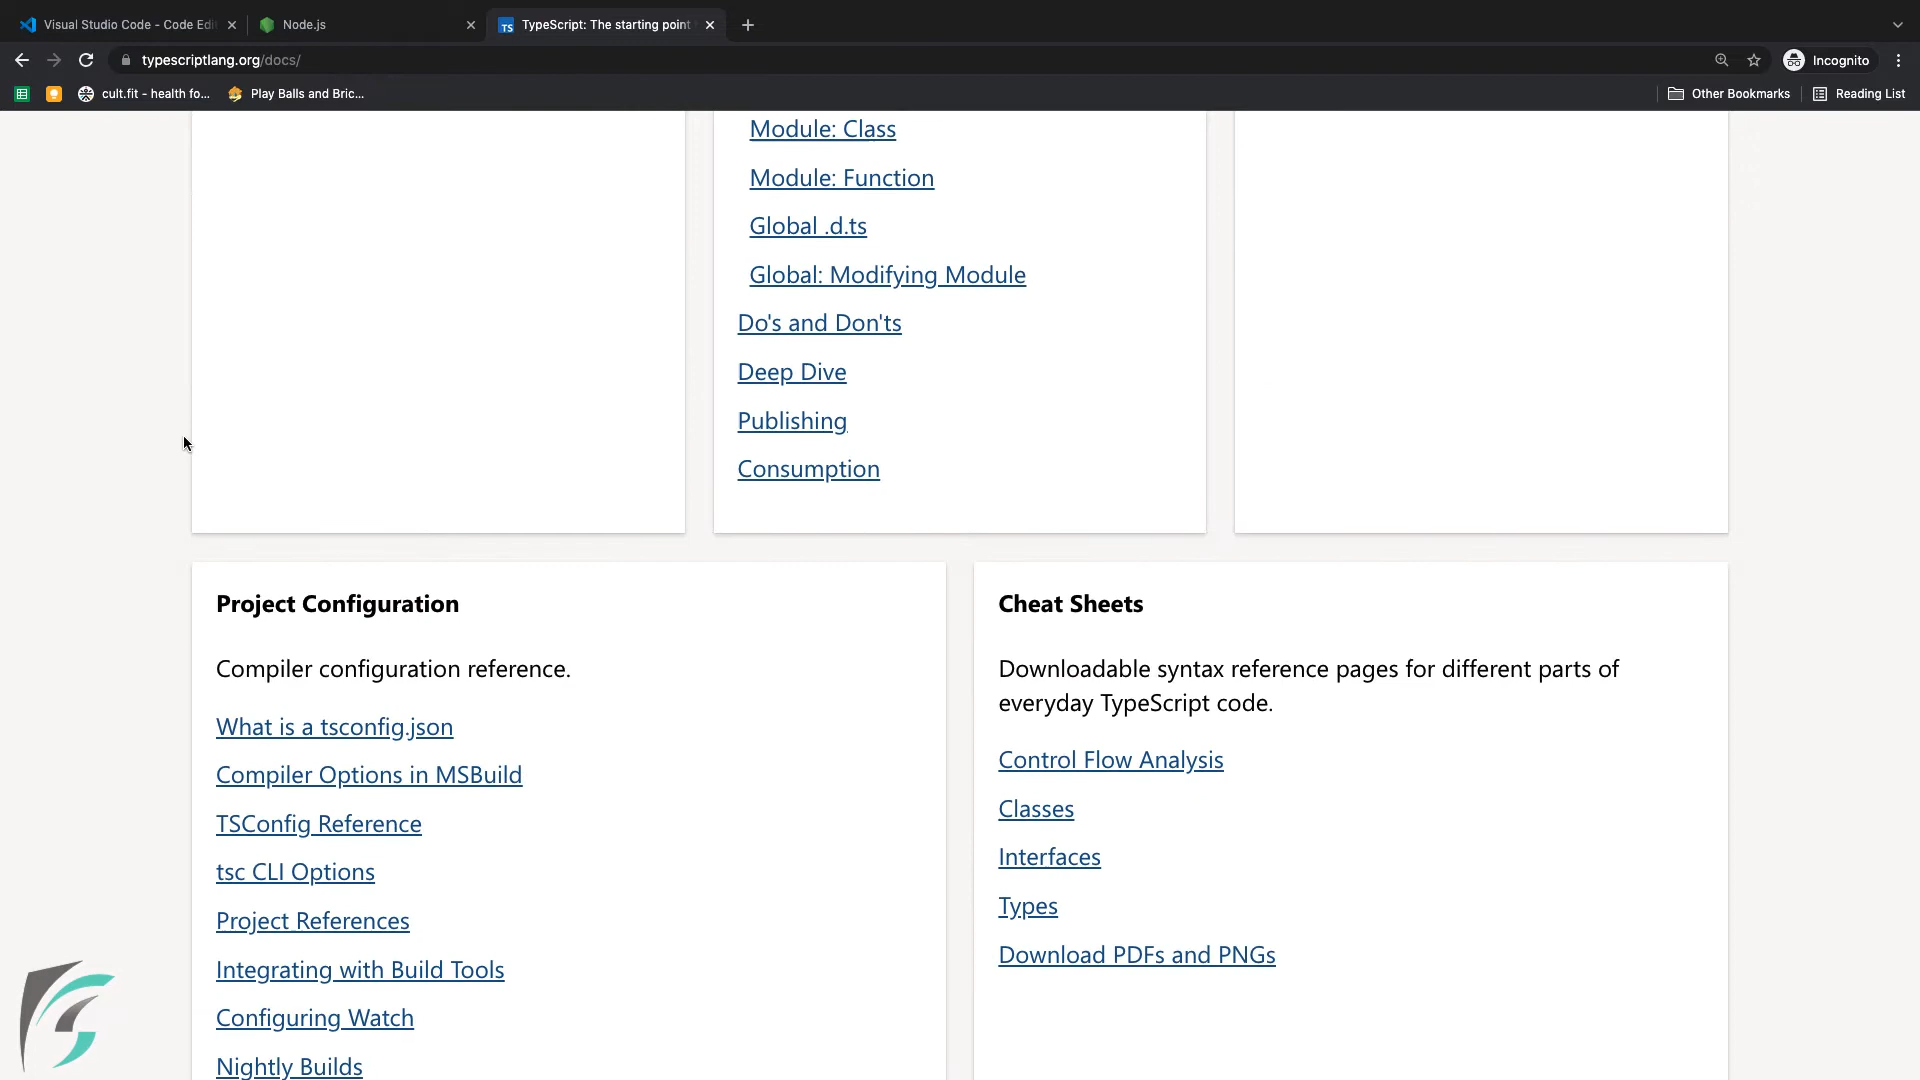 Visual Studio Code - Code Edi
Node.js
TypeScript: The starting point
typescriptlang.org/docs/
Incognito
cult.fit - health fo...
Play Balls and Bric...
Other Bookmarks
Reading List
Module: Class
Module: Function
Global .d.ts
Global: Modifying Module
Do's and Don'ts
Deep Dive
Publishing
Consumption
Project Configuration
Compiler configuration reference.
What is a tsconfig.json
Compiler Options in MSBuild
TSConfig Reference
tsc CLI Options
Project References
Integrating with Build Tools
Configuring Watch
Nightly Builds
Cheat Sheets
Downloadable syntax reference pages for different parts of
everyday TypeScript code.
Control Flow Analysis
Classes
Interfaces
Types
Download PDFs and PNGs